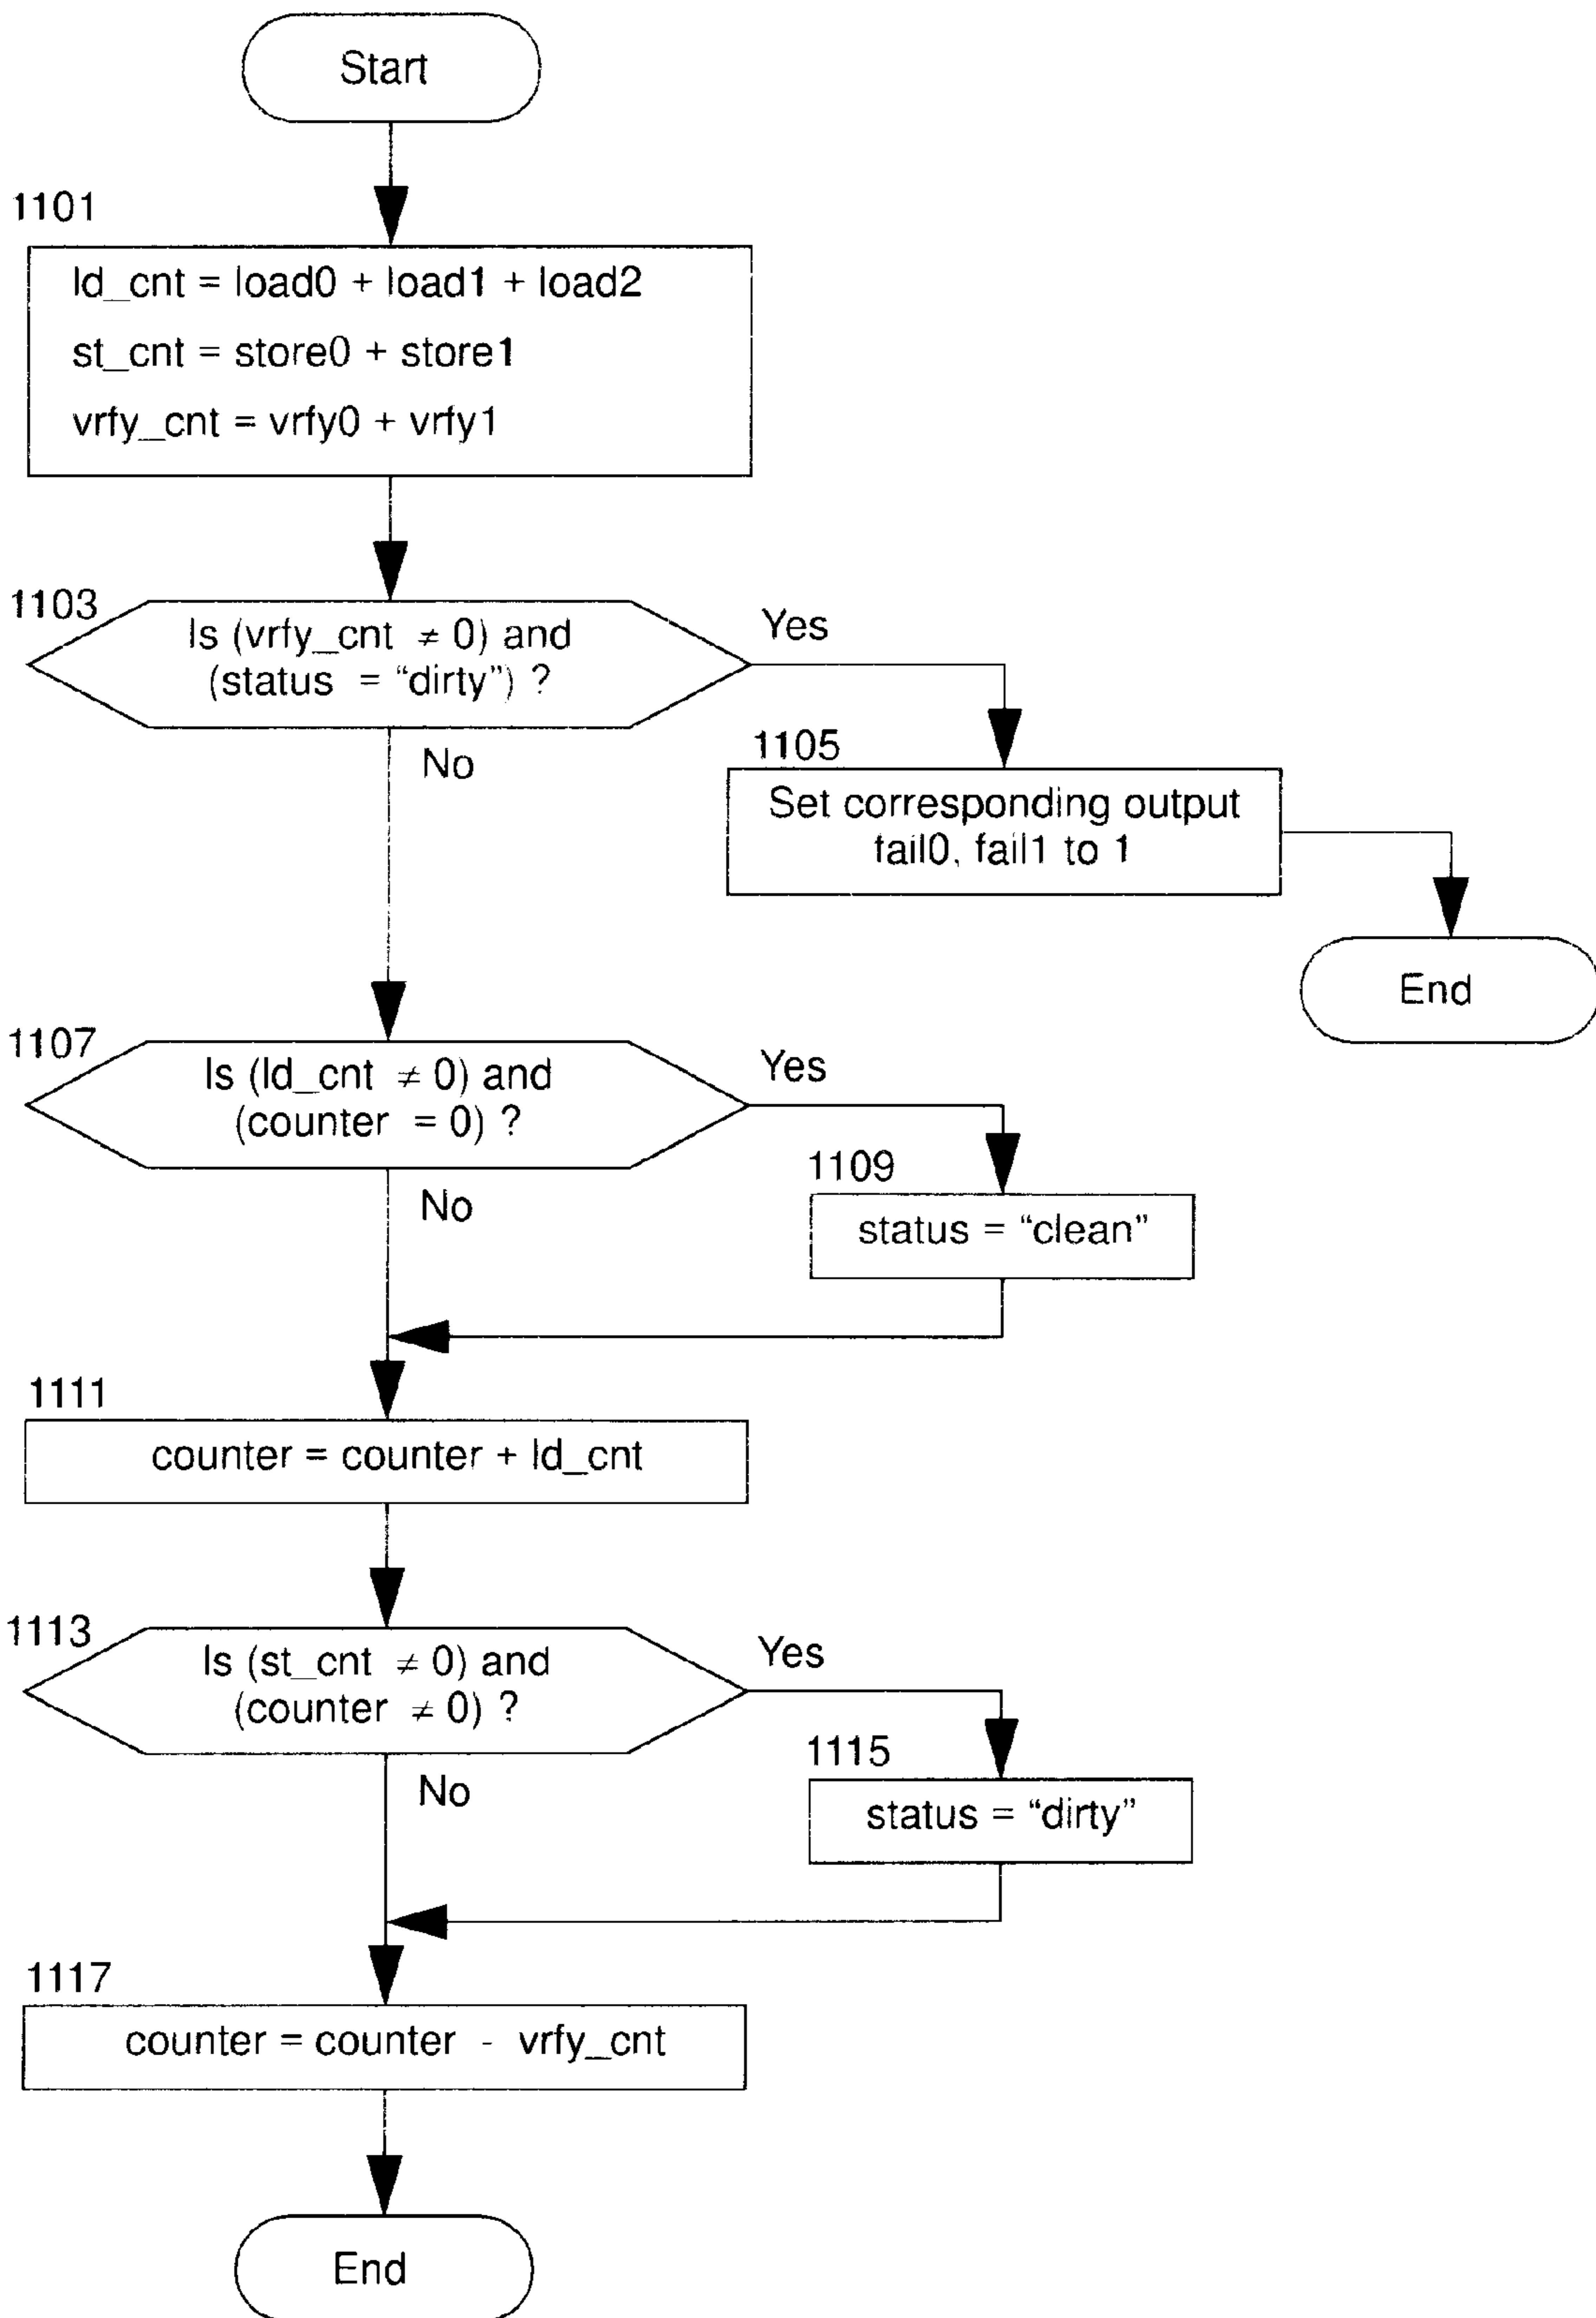 Start
1101
ld_cnt = load0 + load1 + load2
st_cnt = store0 + store1
vrfy_cnt = vrfy0 + vrfy1
1103
Is (vrfy_cnt ≠ 0) and
(status = “dirty”) ?
Yes
No
1105
Set corresponding output
fail0, fail1 to 1
End
1107
Is (ld_cnt ≠ 0) and
(counter = 0) ?
Yes
No
1109
status = “clean”
1111
counter = counter + ld_cnt
1113
Is (st_cnt ≠ 0) and
(counter ≠ 0) ?
Yes
No
1115
status = “dirty”
1117
counter = counter - vrfy_cnt
End